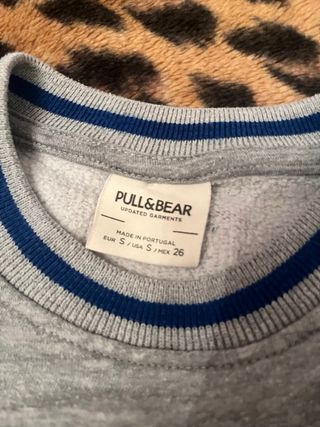 PULL&BEAR
UPDATED GARMENTS
MADE IN PORTUGAL
EUR S / USA S / MEX 26